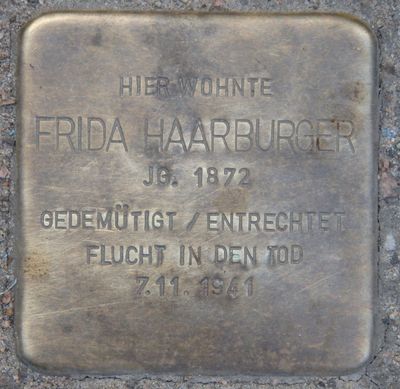 HIER WOHNTE
FRIDA HAARBURGER
JG. 1872
GEDEMÜTIGT / ENTRECHTET
FLUCHT IN DEN TOD
7.11. 1941